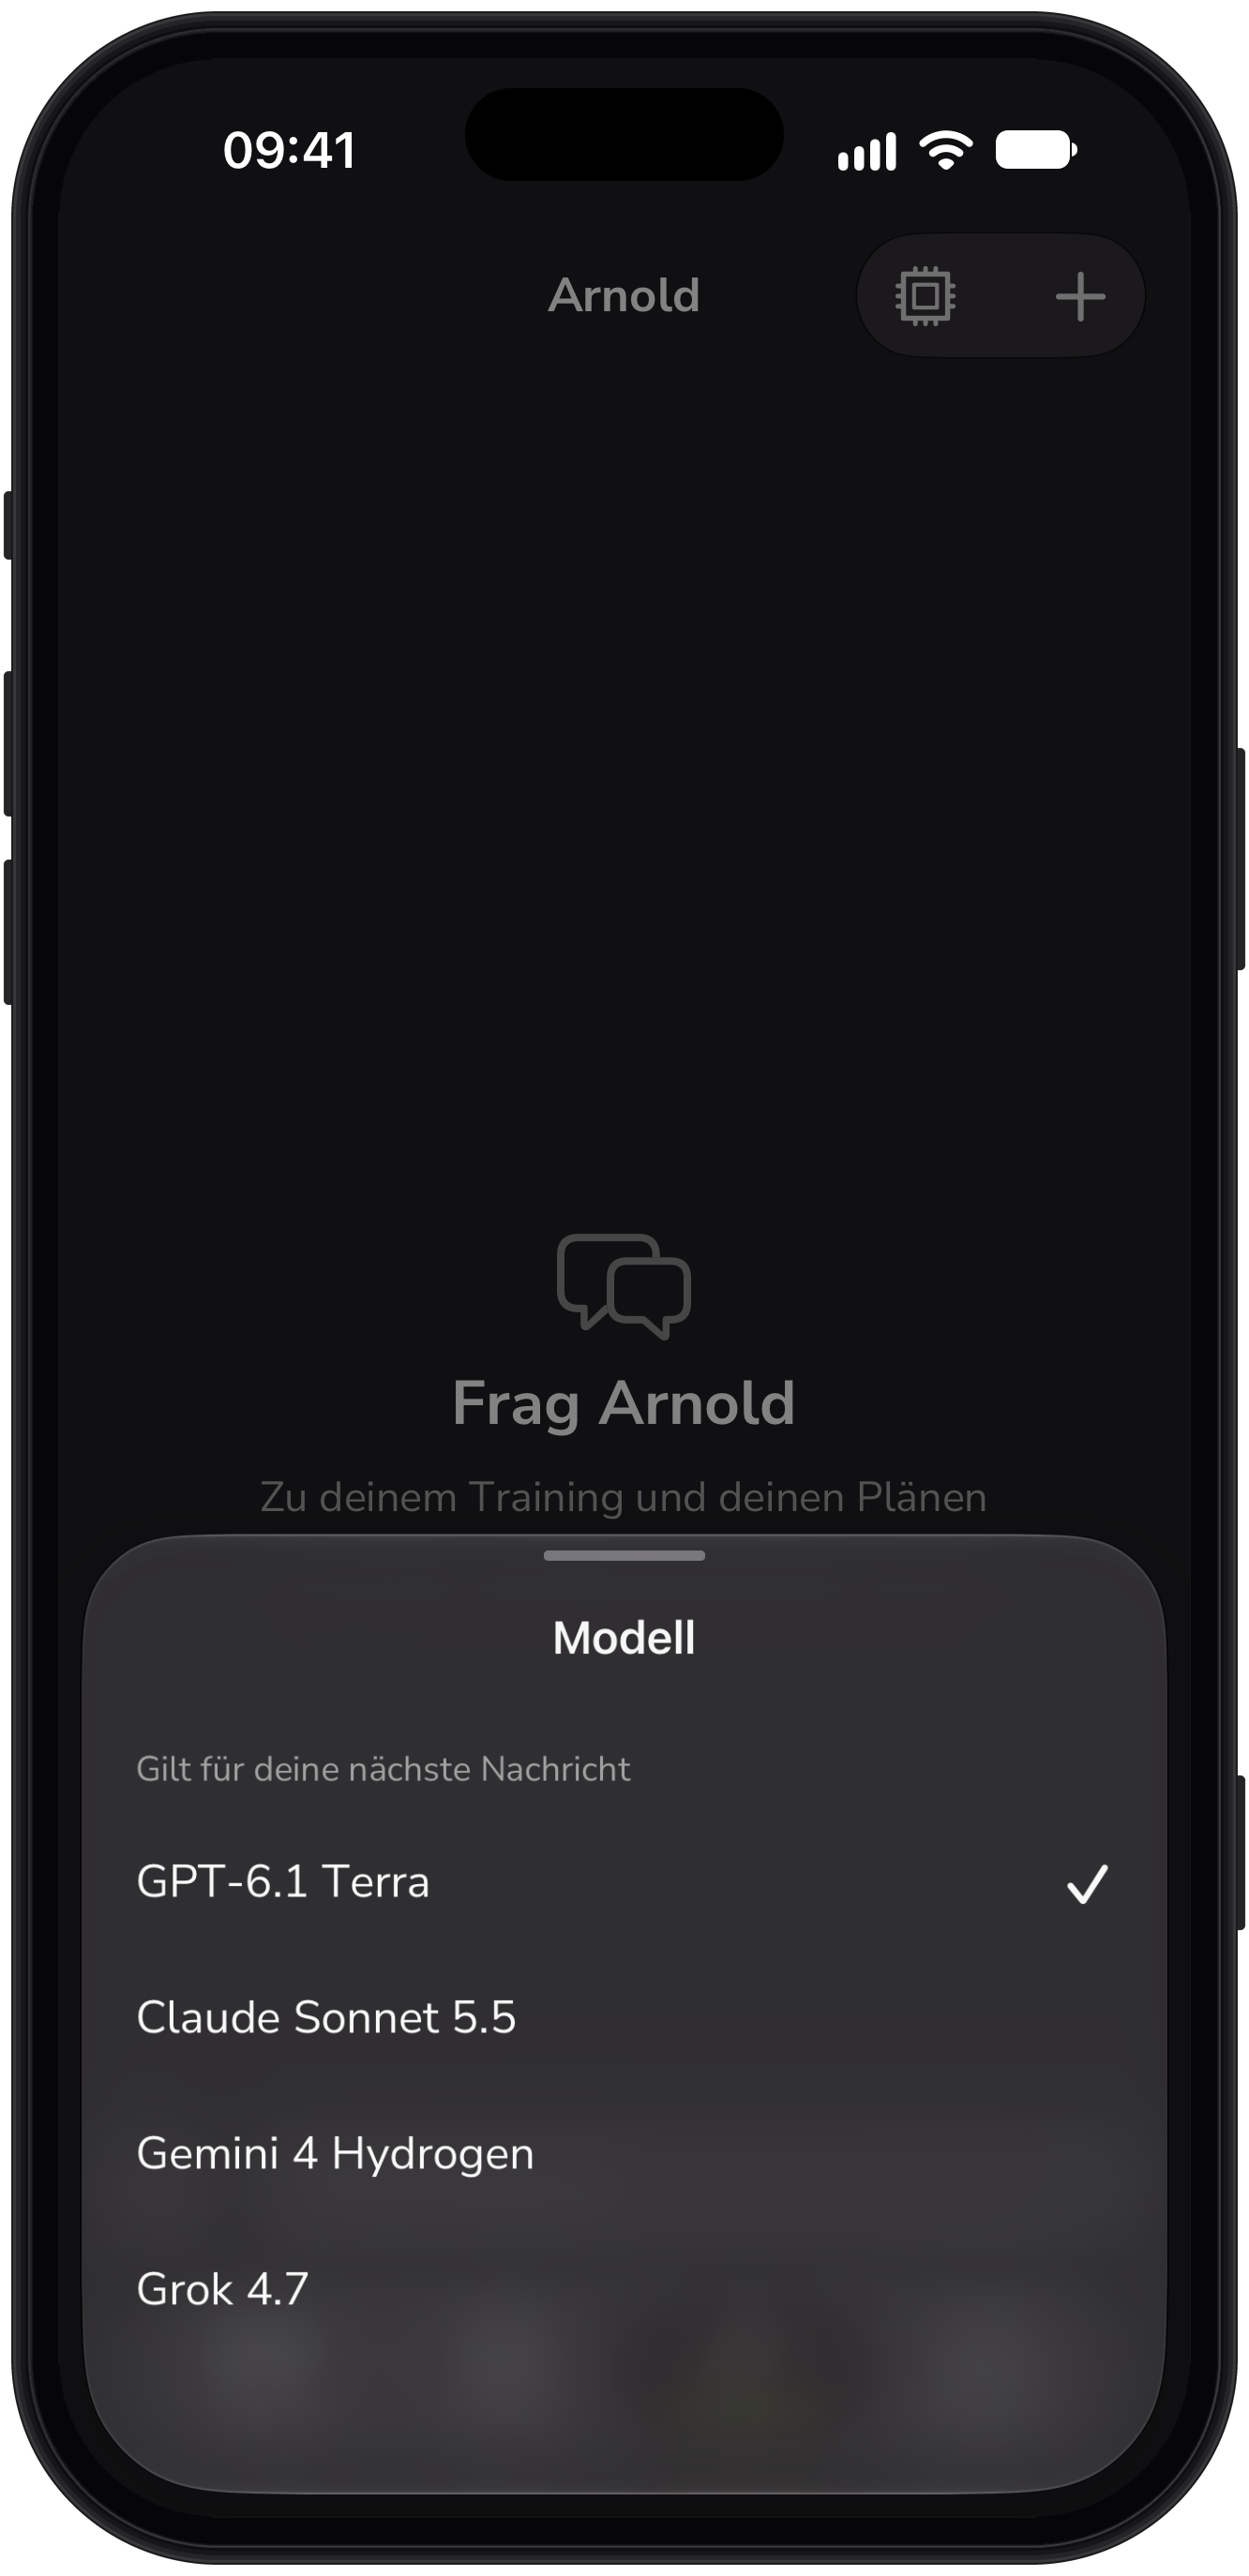 09:41
Arnold
Frag Arnold
Zu deinem Training und deinen Plänen
Modell
Gilt für deine nächste Nachricht
GPT-6.1 Terra
Claude Sonnet 5.5
Gemini 4 Hydrogen
Grok 4.7